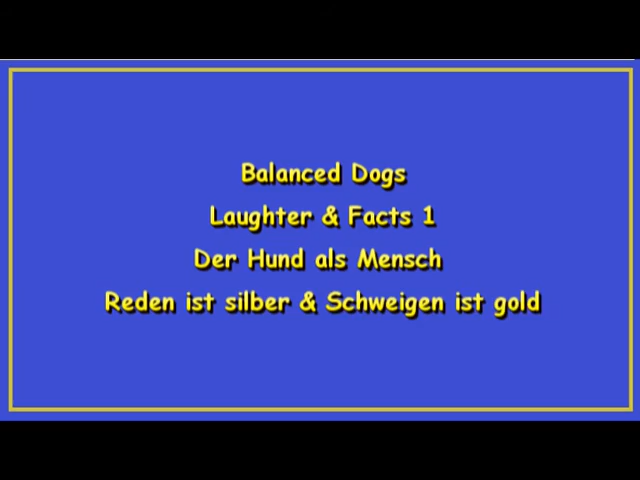 Balanced Dogs
Laughter & Facts 1
Der Hund als Mensch
Reden ist silber & Schweigen ist gold